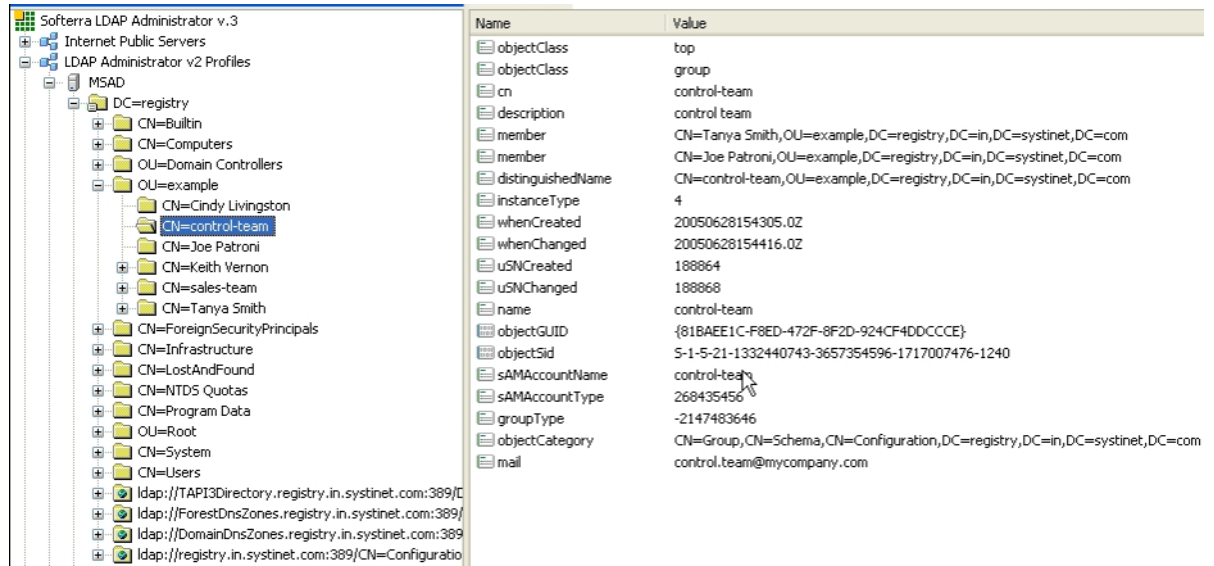 Softerra LDAP Administrator v.3
Internet Public Servers
LDAP Administrator v2 Profiles
MSAD
DC=registry
CN=Builtin
CN=Computers
OU=Domain Controllers
OU=example
CN=Cindy Livingston
CN=control-team
CN=Joe Patroni
CN=Keith Vernon
CN=sales-team
CN=Tanya Smith
CN=ForeignSecurityPrincipals
CN=Infrastructure
CN=LostAndFound
CN=NTDS Quotas
CN=Program Data
OU=Root
CN=System
CN=Users
ldap://TAPI3Directory.registry.in.systinet.com:389/D
ldap://ForestDnsZones.registry.in.systinet.com:389/
ldap://DomainDnsZones.registry.in.systinet.com:389
ldap://registry.in.systinet.com:389/CN=Configuratio
Name Value
objectClass top
objectClass group
cn control-team
description control team
member CN=Tanya Smith,OU=example,DC=registry,DC=in,DC=systinet,DC=com
member CN=Joe Patroni,OU=example,DC=registry,DC=in,DC=systinet,DC=com
distinguishedName CN=control-team,OU=example,DC=registry,DC=in,DC=systinet,DC=com
instanceType 4
whenCreated 20050628154305.0Z
whenChanged 20050628154416.0Z
uSNCreated 188864
uSNChanged 188868
name control-team
objectGUID {81BAEE1C-F8ED-472F-8F2D-924CF4DDCCCE}
objectSid S-1-5-21-1332440743-3657354596-1717007476-1240
sAMAccountName control-team
sAMAccountType 268435456
groupType -2147483646
objectCategory CN=Group,CN=Schema,CN=Configuration,DC=registry,DC=in,DC=systinet,DC=com
mail control.team@mycompany.com